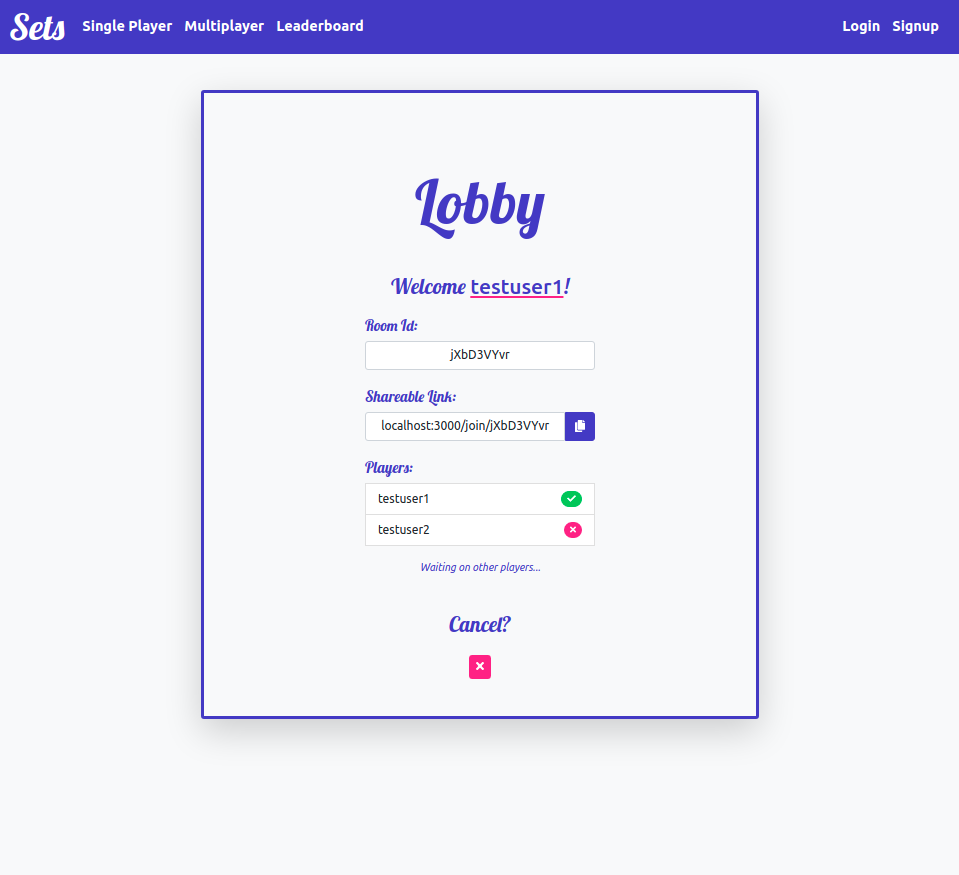 Sets Single Player Multiplayer Leaderboard Login Signup
Lobby
Welcome testuser1!
Room Id:
jXbD3VYvr
Shareable Link:
localhost:3000/join/jXbD3VYvr
Players:
testuser1
testuser2
Waiting on other players...
Cancel?